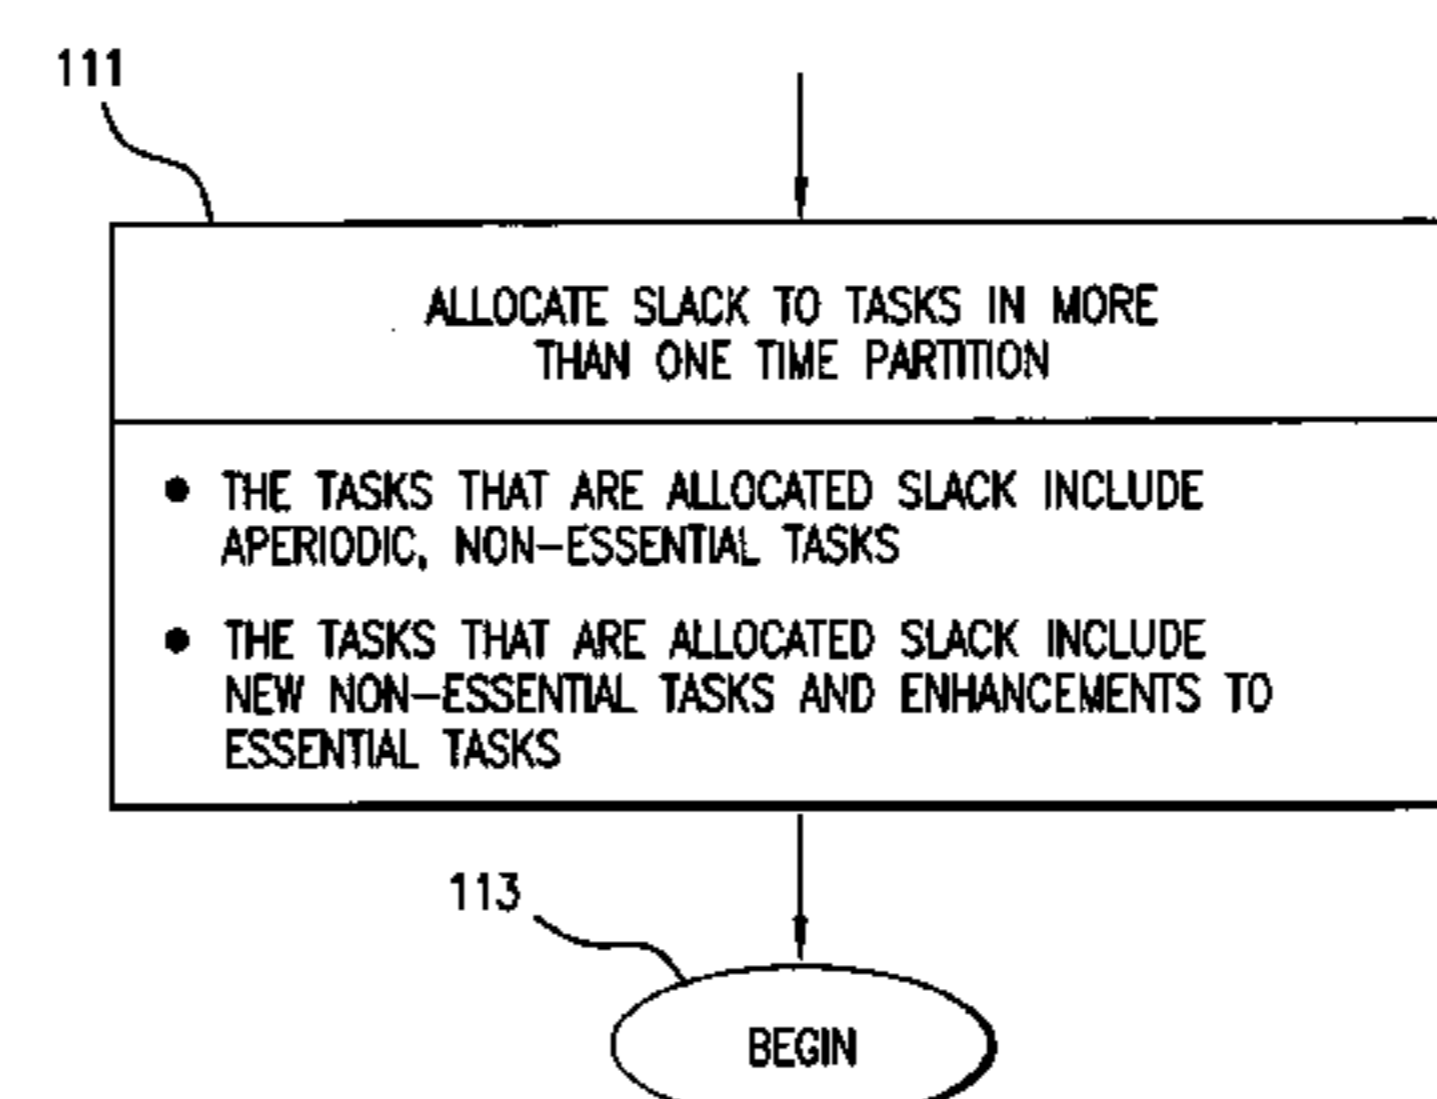 111
ALLOCATE SLACK TO TASKS IN MORE
THAN ONE TIME PARTITION
● THE TASKS THAT ARE ALLOCATED SLACK INCLUDE
APERIODIC, NON-ESSENTIAL TASKS
● THE TASKS THAT ARE ALLOCATED SLACK INCLUDE
NEW NON-ESSENTIAL TASKS AND ENHANCEMENTS TO
ESSENTIAL TASKS
113
BEGIN